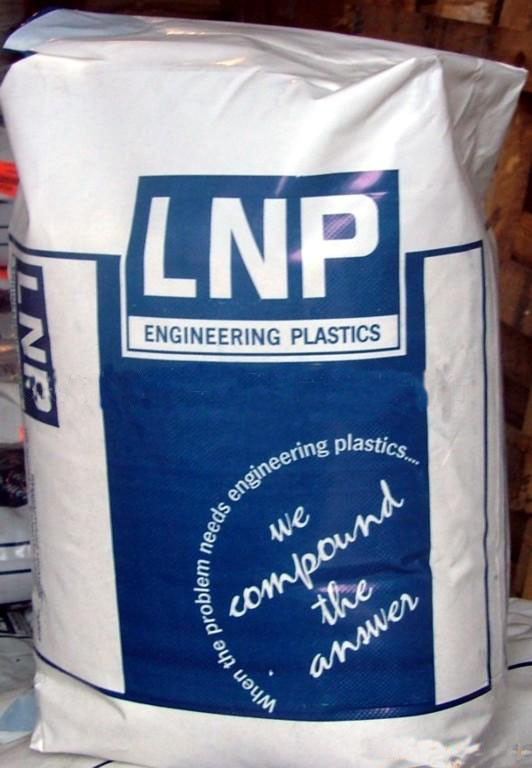 LNP
ENGINEERING PLASTICS
LNP
When the problem needs engineering plastics....
we
compound
the
answer